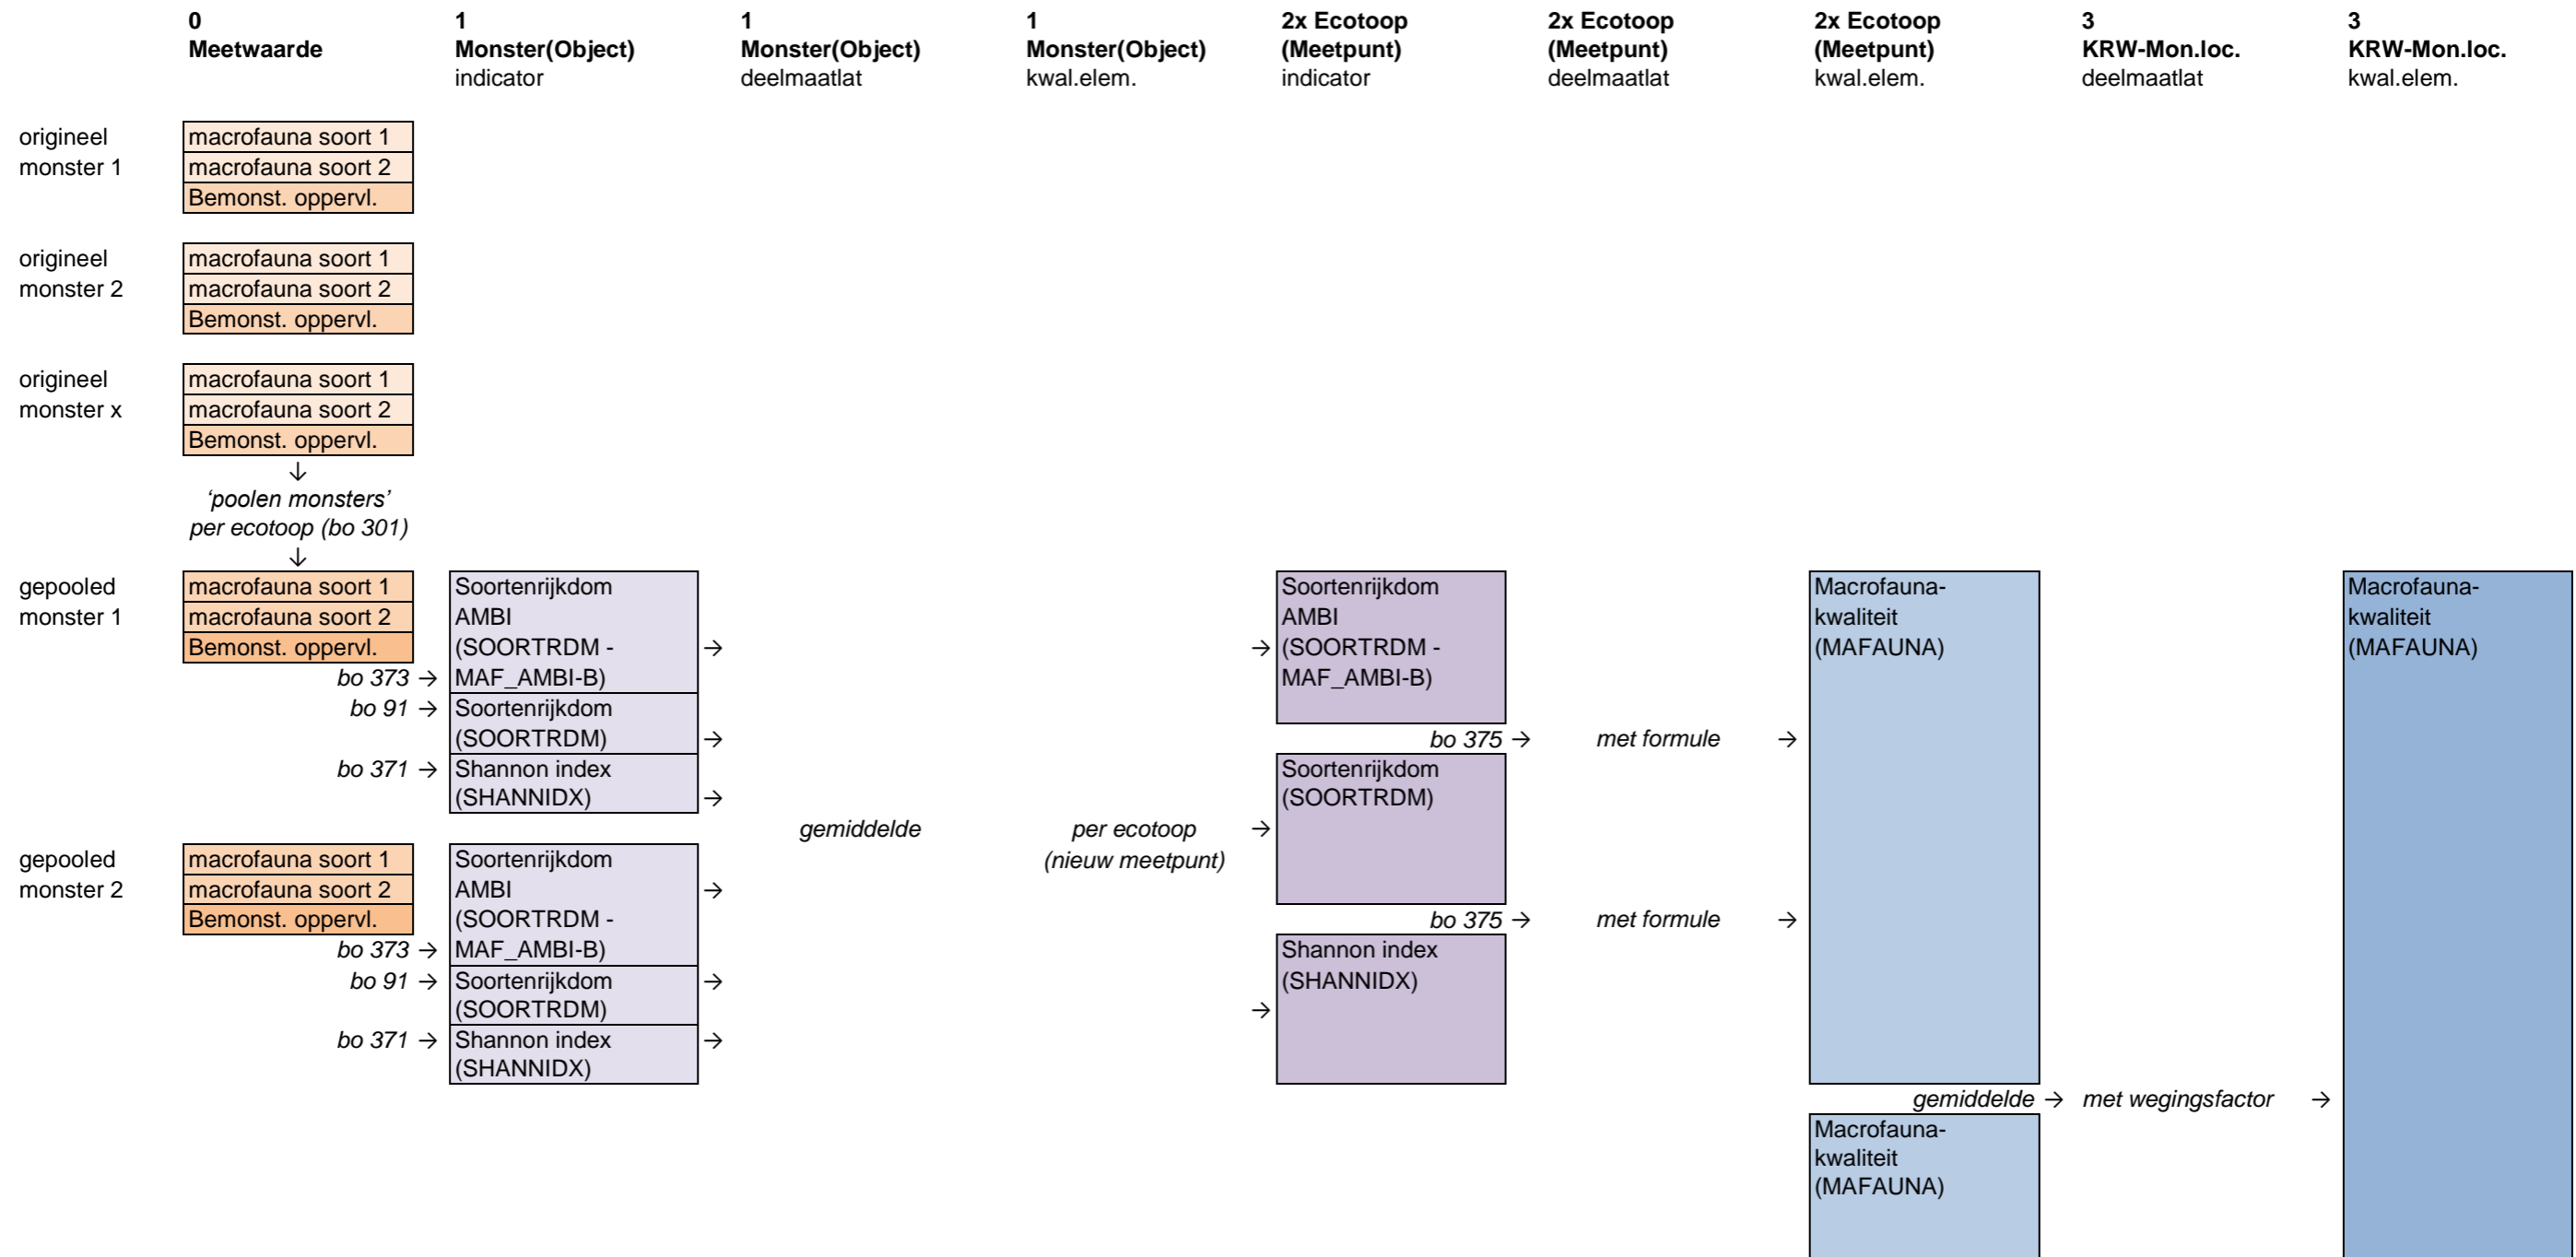 0
Meetwaarde
1
Monster(Object)
indicator
1
Monster(Object)
deelmaatlat
1
Monster(Object)
kwal.elem.
2x Ecotoop
(Meetpunt)
indicator
2x Ecotoop
(Meetpunt)
deelmaatlat
2x Ecotoop
(Meetpunt)
kwal.elem.
3
KRW-Mon.loc.
deelmaatlat
3
KRW-Mon.loc.
kwal.elem.
origineel
monster 1
macrofauna soort 1
macrofauna soort 2
Bemonst. oppervl.
origineel
monster 2
macrofauna soort 1
macrofauna soort 2
Bemonst. oppervl.
origineel
monster x
macrofauna soort 1
macrofauna soort 2
Bemonst. oppervl.
↓
‘poolen monsters’
per ecotoop (bo 301)
↓
gepooled
monster 1
macrofauna soort 1
macrofauna soort 2
Bemonst. oppervl.
bo 373 →
bo 91 →
bo 371 →
Soortenrijkdom
AMBI
(SOORTRDM -
MAF_AMBI-B)
→
Soortenrijkdom
(SOORTRDM)
→
Shannon index
(SHANNIDX)
→
gepooled
monster 2
macrofauna soort 1
macrofauna soort 2
Bemonst. oppervl.
bo 373 →
bo 91 →
bo 371 →
Soortenrijkdom
AMBI
(SOORTRDM -
MAF_AMBI-B)
→
Soortenrijkdom
(SOORTRDM)
→
Shannon index
(SHANNIDX)
→
gemiddelde
per ecotoop
(nieuw meetpunt)
→
Soortenrijkdom
AMBI
(SOORTRDM -
MAF_AMBI-B)
bo 375 → met formule →
→
Soortenrijkdom
(SOORTRDM)
bo 375 → met formule →
→
Shannon index
(SHANNIDX)
Macrofauna-
kwaliteit
(MAFAUNA)
gemiddelde → met wegingsfactor →
Macrofauna-
kwaliteit
(MAFAUNA)
Macrofauna-
kwaliteit
(MAFAUNA)